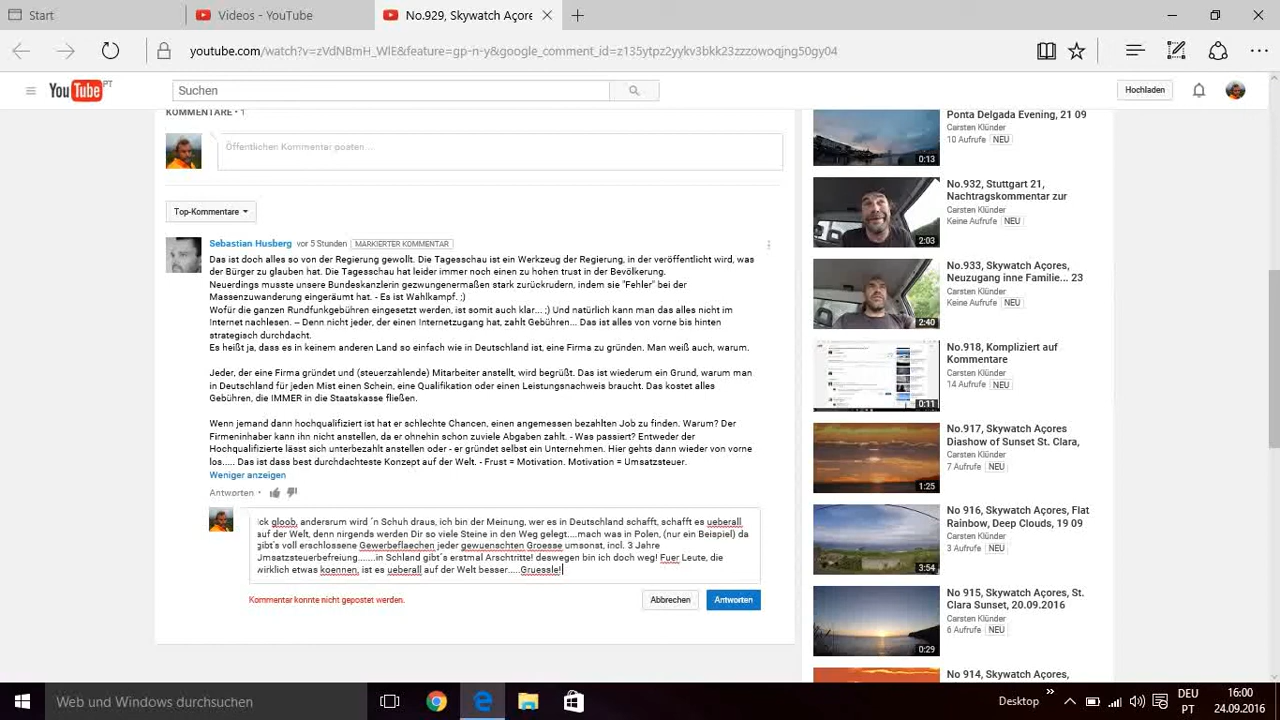 Start
No.929, Skywatch Açore
youtube.com/watch?v=zVdNBmH_WlE&feature=gp-n-y&google_comment_id=z135ytpz2yykv3bkk23zzzowoqjng50gy04
YouTube PT
Suchen
Hochladen
KOMMENTARE • 1
Öffentlichen Kommentar posten ...
Top-Kommentare
Sebastian Husberg vor 5 Stunden MARKIERTER KOMMENTAR
Das ist doch alles so von der Regierung gewollt. Die Tagesschau ist ein Werkzeug der Regierung, in der veröffentlicht wird, was
der Bürger zu glauben hat. Die Tagesschau hat leider immer noch einen zu hohen trust in der Bevölkerung.
Neuerdings musste unsere Bundeskanzlerin gezwungenermaßen stark zurückrudern, indem sie "Fehler" bei der
Massenzuwanderung eingeräumt hat. - Es ist Wahlkampf. ;)
Wofür die ganzen Rundfunkgebühren eingesetzt werden, ist somit auch klar... ;) Und natürlich kann man das alles nicht im
Internet nachlesen. – Denn nicht jeder, der einen Internetzugang hat, zahlt Gebühren... Das ist alles von vorne bis hinten
strategisch durchdacht.
Es heißt ja, dass es in keinem anderen Land so einfach wie in Deutschland ist, eine Firma zu gründen. Man weiß auch, warum.
Jeder, der eine Firma gründet und (steuerzahlende) Mitarbeiter anstellt, wird begrüßt. Das ist wiederum ein Grund, warum man
in Deutschland für jeden Mist einen Schein, eine Qualifikation oder einen Leistungsnachweis braucht. Das kostet alles
Gebühren, die IMMER in die Staatskasse fließen.
Wenn jemand dann hochqualifiziert ist hat er schlechte Chancen, einen angemessen bezahlten Job zu finden. Warum? Der
Firmeninhaber kann ihn nicht anstellen, da er ohnehin schon zuviele Abgaben zahlt. - Was passiert? Entweder der
Hochqualifizierte lässt sich unterbezahlt anstellen oder - er gründet selbst ein Unternehmen. Hier gehts dann wieder von vorne
los..... Das ist dass best durchdachteste Konzept auf der Welt. - Frust = Motivation. Motivation = Umsatzsteuer.
Weniger anzeigen
Antworten •
Ick gloob, andersrum wird ´n Schuh draus, ich bin der Meinung, wer es in Deutschland schafft, schafft es ueberall
auf der Welt, denn nirgends werden Dir so viele Steine in den Weg gelegt....mach was in Polen, (nur ein Beispiel) da
gibt´s voll erschlossene Gewerbeflaechen jeder gewuenschten Groesse umsonst, incl. 3 Jahre
Umsatzsteuerbefreiung.......in Schland gibt´s erstmal Arschtritte! deswegen bin ich doch weg! Fuer Leute, die
wirklich etwas koennen, ist es ueberall auf der Welt besser.....Gruessle!
Kommentar konnte nicht gepostet werden.
Abbrechen
Antworten
Ponta Delgada Evening, 21 09
Carsten Klünder
10 Aufrufe NEU
0:13
No.932, Stuttgart 21,
Nachtragskommentar zur
Carsten Klünder
Keine Aufrufe NEU
2:03
No.933, Skywatch Açores,
Neuzugang inne Familie... 23
Carsten Klünder
Keine Aufrufe NEU
2:40
No.918, Kompliziert auf
Kommentare
Carsten Klünder
14 Aufrufe NEU
0:11
No.917, Skywatch Açores
Diashow of Sunset St. Clara,
Carsten Klünder
7 Aufrufe NEU
1:25
No 916, Skywatch Açores, Flat
Rainbow, Deep Clouds, 19 09
Carsten Klünder
3 Aufrufe NEU
3:54
No 915, Skywatch Açores, St.
Clara Sunset, 20.09.2016
Carsten Klünder
6 Aufrufe NEU
0:29
No 914, Skywatch Açores,
Web und Windows durchsuchen
Desktop
DEU
PT
16:00
24.09.2016